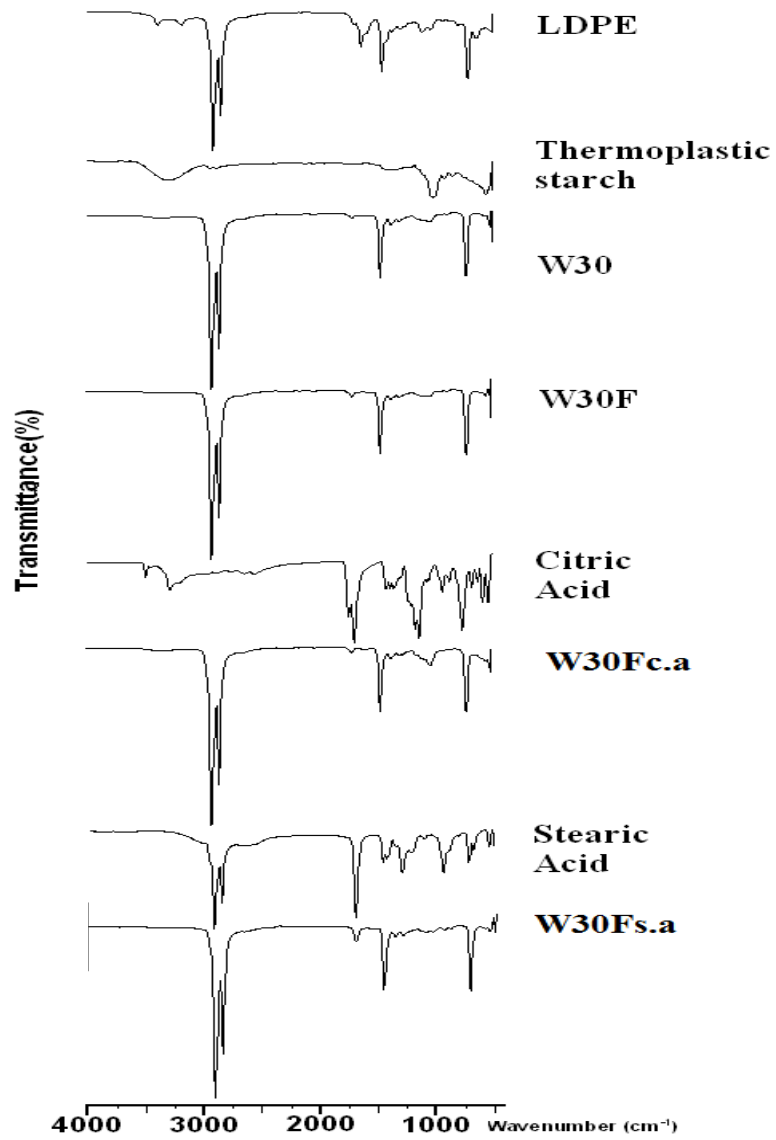 LDPE
Thermoplastic
starch
W30
W30F
Transmittance(%)
Citric
Acid
W30Fc.a
Stearic
Acid
W30Fs.a
4000 3000 2000 1000 Wavenumber (cm⁻¹)